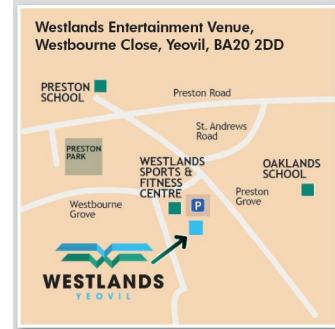 Westlands Entertainment Venue,
Westbourne Close, Yeovil, BA20 2DD
PRESTON
SCHOOL
Preston Road
St. Andrews
Road
PRESTON
PARK
WESTLANDS
SPORTS &
FITNESS
CENTRE
OAKLANDS
SCHOOL
Preston
Grove
Westbourne
Grove
P
WESTLANDS
YEOVIL